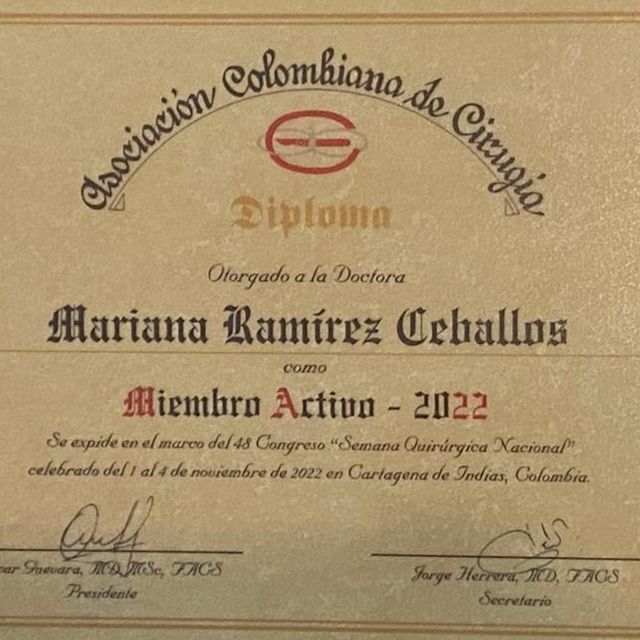 Asociación Colombiana de Cirugía
Diploma
Otorgado a la Doctora
Mariana Ramírez Ceballos
como
Miembro Activo - 2022
Se expide en el marco del 48 Congreso “Semana Quirúrgica Nacional”
celebrado del 1 al 4 de noviembre de 2022 en Cartagena de Indias, Colombia.
Guevara, MD, MSc, FACS
Presidente
Jorge Herrera, MD, FACS
Secretario